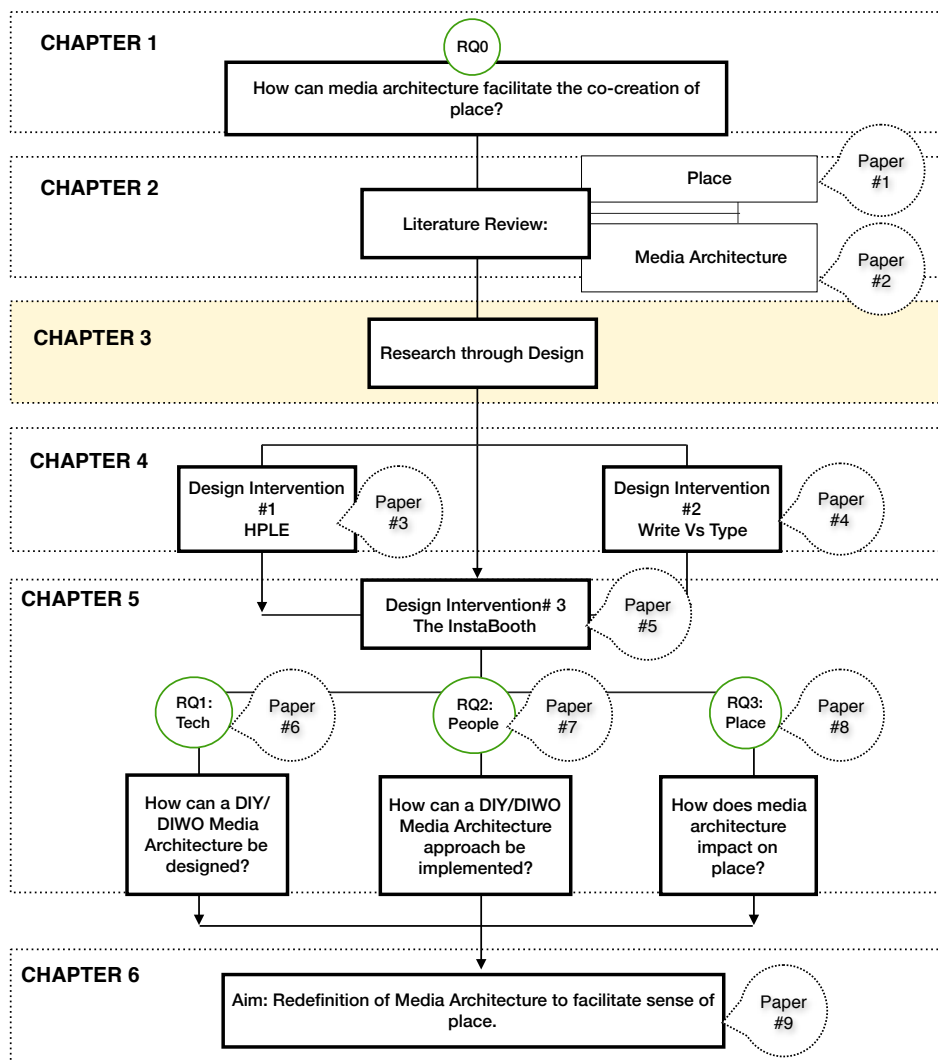 CHAPTER 1
RQ0
How can media architecture facilitate the co-creation of
place?
CHAPTER 2
Literature Review:
Place
Media Architecture
Paper
#1
Paper
#2
CHAPTER 3
Research through
Design
CHAPTER 4
Design Intervention
#1
HPLE
Paper
#3
Design Intervention
#2
Write Vs Type
Paper
#4
CHAPTER 5
Design Intervention# 3
The InstaBooth
Paper
#5
RQ1:
Tech
Paper
#6
RQ2:
People
Paper
#7
RQ3:
Place
Paper
#8
How can a DIY/
DIWO Media
Architecture be
designed?
How can a DIY/DIWO
Media Architecture
approach be
implemented?
How does media
architecture
impact on
place?
CHAPTER 6
Aim: Redefinition of Media Architecture to facilitate sense of
place.
Paper
#9